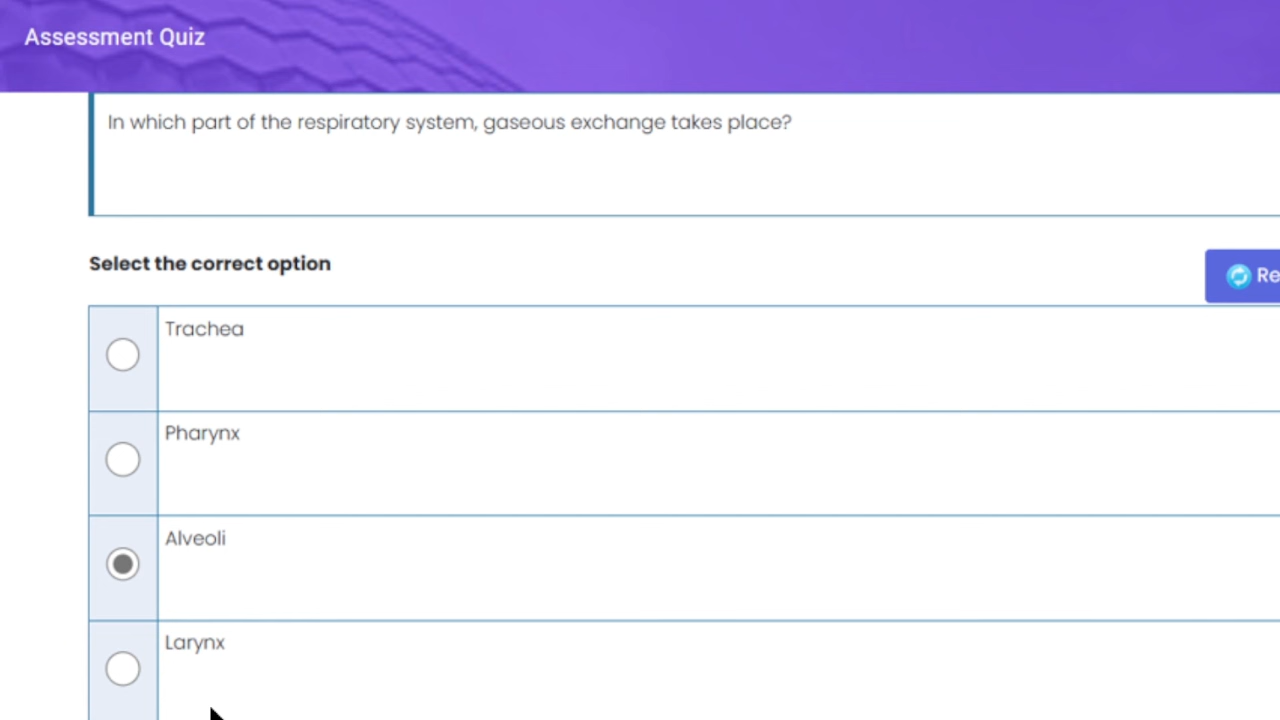 Assessment Quiz
In which part of the respiratory system, gaseous exchange takes place?
Select the correct option
Re
Trachea
Pharynx
Alveoli
Larynx